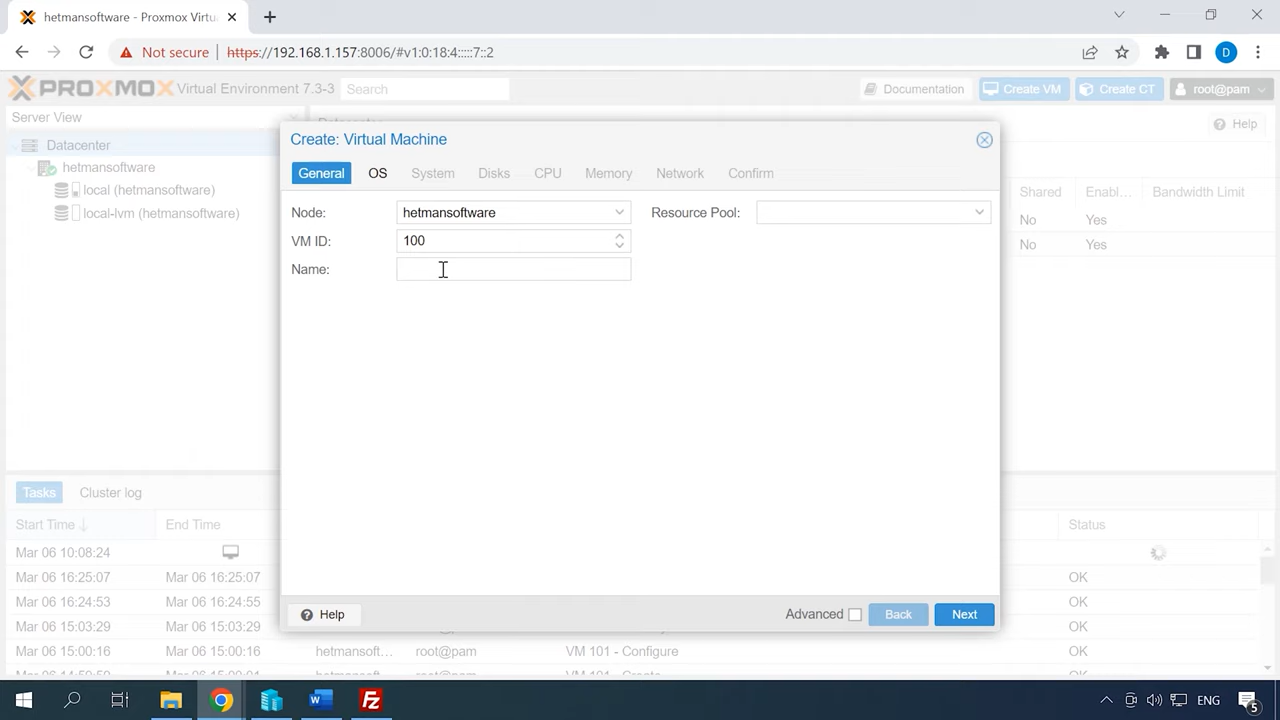 hetmansoftware - Proxmox Virtu
Not secure https://192.168.1.157:8006/#v1:0:18:4:::::7::2 D
PROXMOX Virtual Environment 7.3-3 Search Documentation Create VM Create CT root@pam
Server View
Help
Datacenter
hetmansoftware
local (hetmansoftware)
local-lvm (hetmansoftware)
Shared Enabl... Bandwidth Limit
No Yes
No Yes
Create: Virtual Machine
General OS System Disks CPU Memory Network Confirm
Node: hetmansoftware Resource Pool:
VM ID: 100
Name:
Help Advanced Back Next
Tasks Cluster log
Start Time End Time Status
Mar 06 10:08:24
Mar 06 16:25:07 Mar 06 16:25:07 OK
Mar 06 16:24:53 Mar 06 16:24:55 OK
Mar 06 15:03:29 Mar 06 15:03:29 OK
Mar 06 15:00:16 Mar 06 15:00:16 hetmansoft... root@pam VM 101 - Configure OK
ENG 5